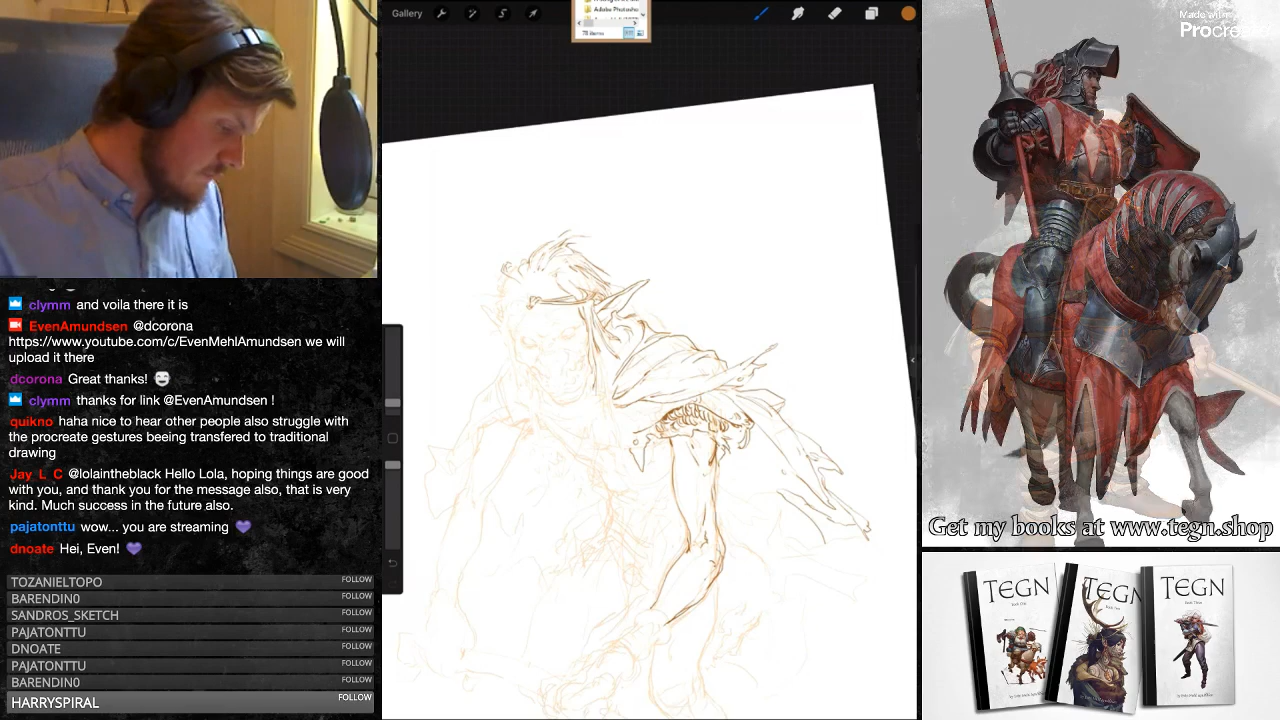 Gallery
Adobe Photosho
78 items
Made with
Procreate
clymm and voila there it is
EvenAmundsen @dcorona
https://www.youtube.com/c/EvenMehlAmundsen we will
upload it there
dcorona Great thanks! 😄
clymm thanks for link @EvenAmundsen !
quikno haha nice to hear other people also struggle with
the procreate gestures beeing transfered to traditional
drawing
Jay_L_C @lolaintheblack Hello Lola, hoping things are good
with you, and thank you for the message also, that is very
kind. Much success in the future also.
pajatonttu wow... you are streaming 💜
dnoate Hei, Even! 💜
TOZANIELTOPO FOLLOW
BARENDIN0 FOLLOW
SANDROS_SKETCH FOLLOW
PAJATONTTU FOLLOW
DNOATE FOLLOW
PAJATONTTU FOLLOW
BARENDIN0 FOLLOW
HARRYSPIRAL FOLLOW
Get my books at www.tegn.shop
TEGN
TEGN
TEGN